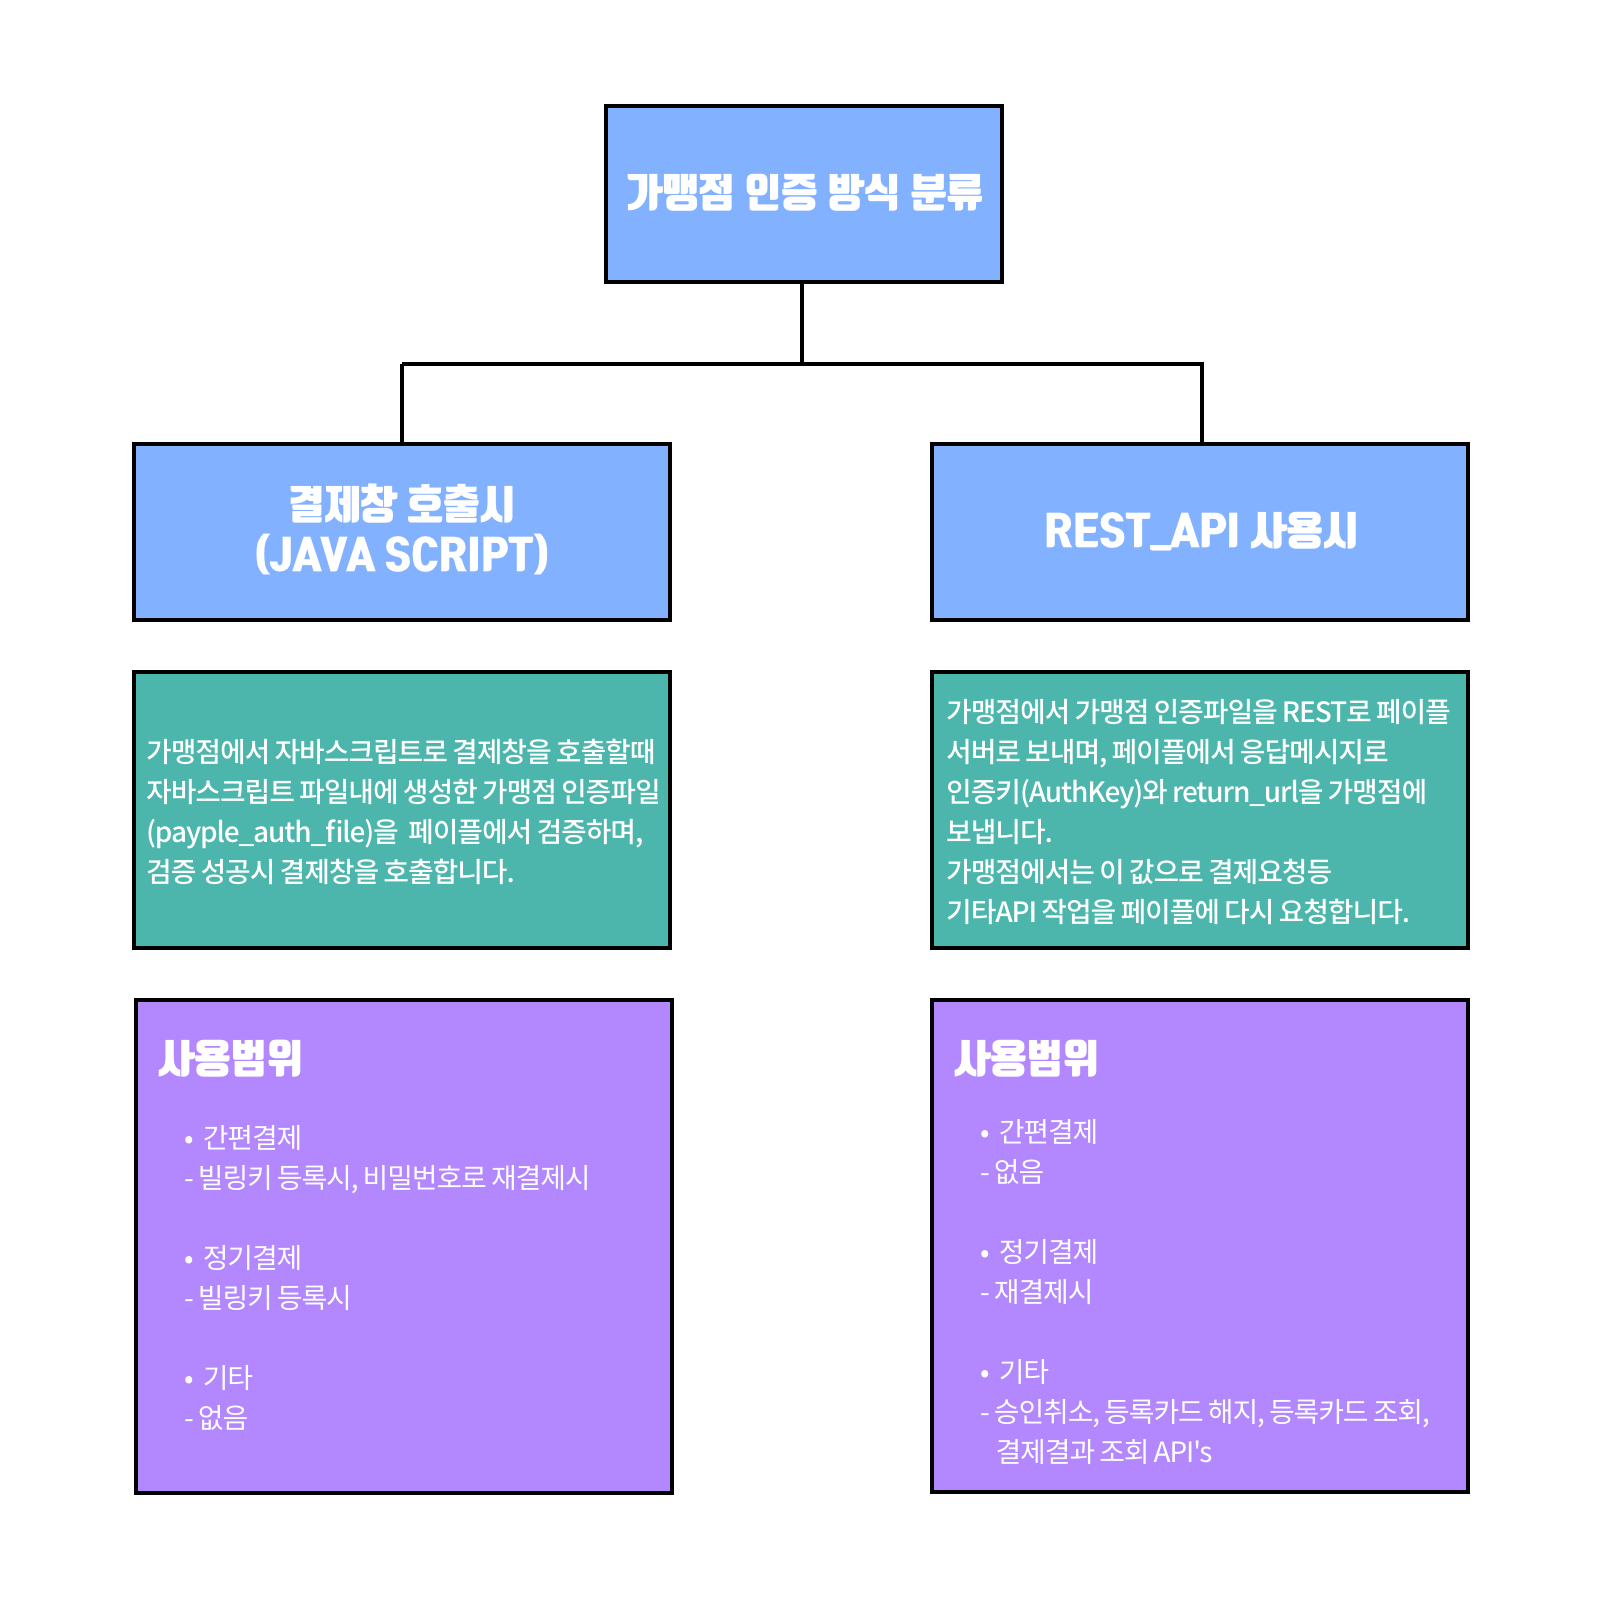 가맹점 인증 방식 분류
결제창 호출시
(JAVA SCRIPT)
가맹점에서 자바스크립트로 결제창을 호출할때
자바스크립트 파일내에 생성한 가맹점 인증파일
(payple_auth_file)을 페이플에서 검증하며,
검증 성공시 결제창을 호출합니다.
사용범위
• 간편결제
- 빌링키 등록시, 비밀번호로 재결제시
• 정기결제
- 빌링키 등록시
• 기타
- 없음
REST_API 사용시
가맹점에서 가맹점 인증파일을 REST로 페이플
서버로 보내며, 페이플에서 응답메시지로
인증키(AuthKey)와 return_url을 가맹점에
보냅니다.
가맹점에서는 이 값으로 결제요청등
기타API 작업을 페이플에 다시 요청합니다.
사용범위
• 간편결제
- 없음
• 정기결제
- 재결제시
• 기타
- 승인취소, 등록카드 해지, 등록카드 조회,
결제결과 조회 API's